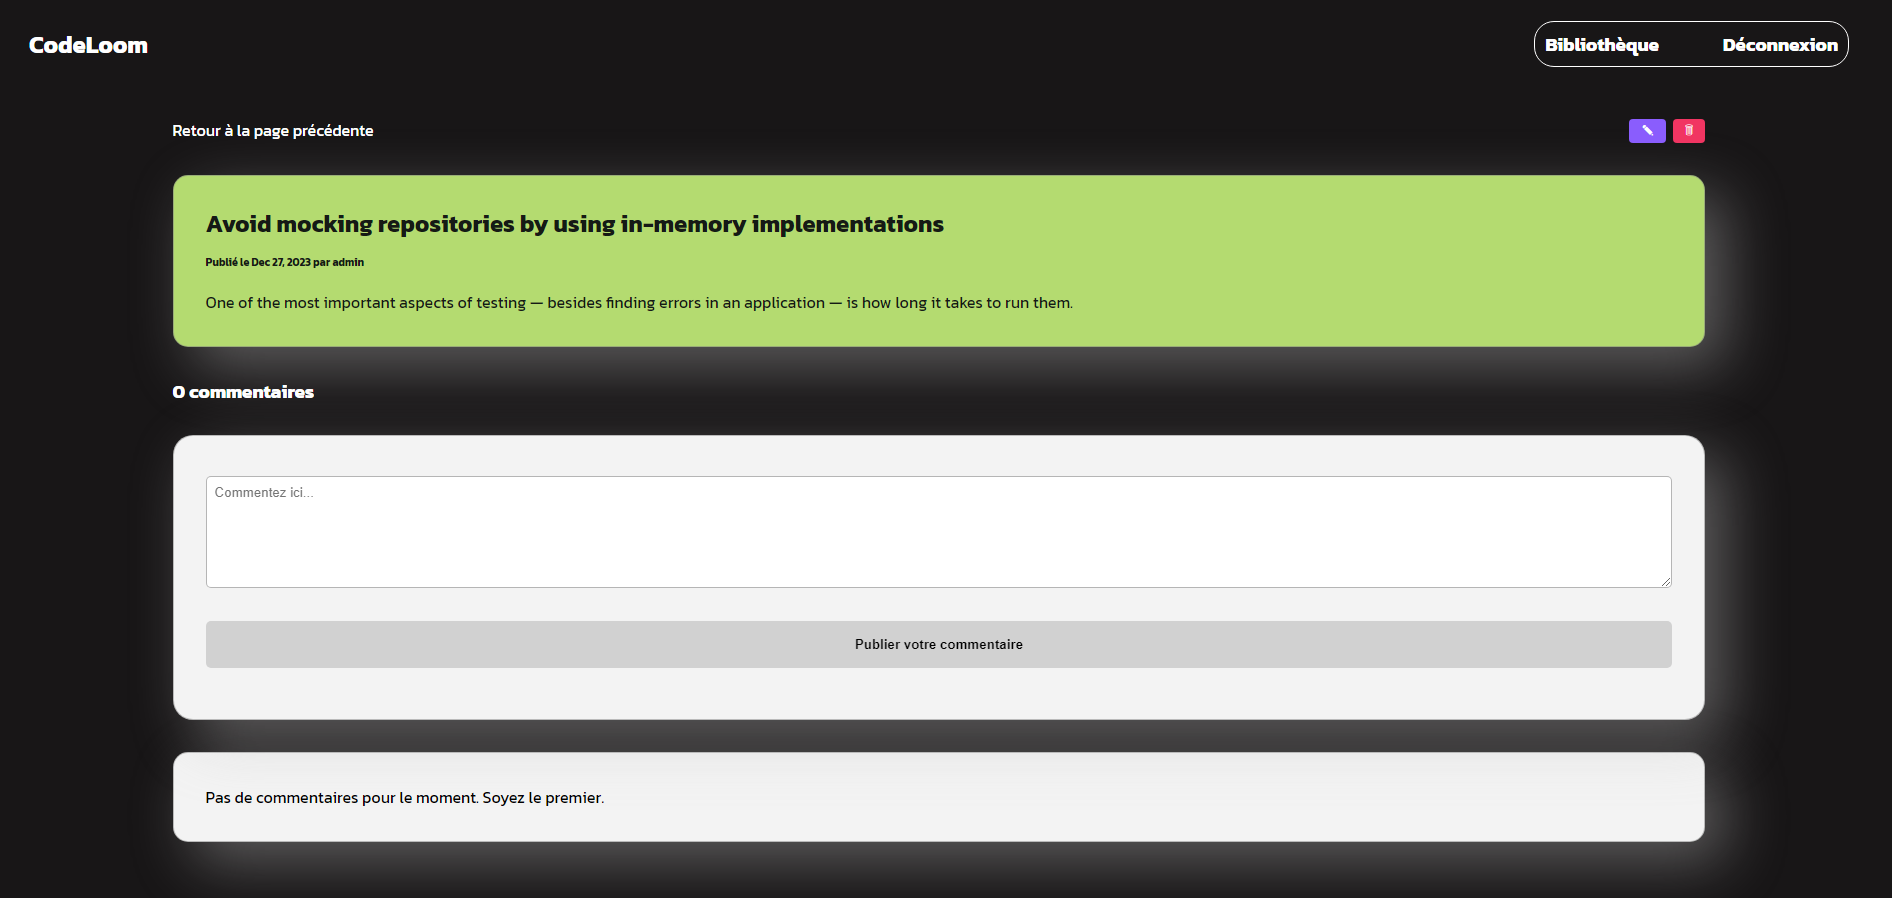 CodeLoom
Bibliothèque
Déconnexion
Retour à la page précédente
Avoid mocking repositories by using in-memory implementations
Publié le Dec 27, 2023 par admin
One of the most important aspects of testing — besides finding errors in an application — is how long it takes to run them.
0 commentaires
Commentez ici...
Publier votre commentaire
Pas de commentaires pour le moment. Soyez le premier.